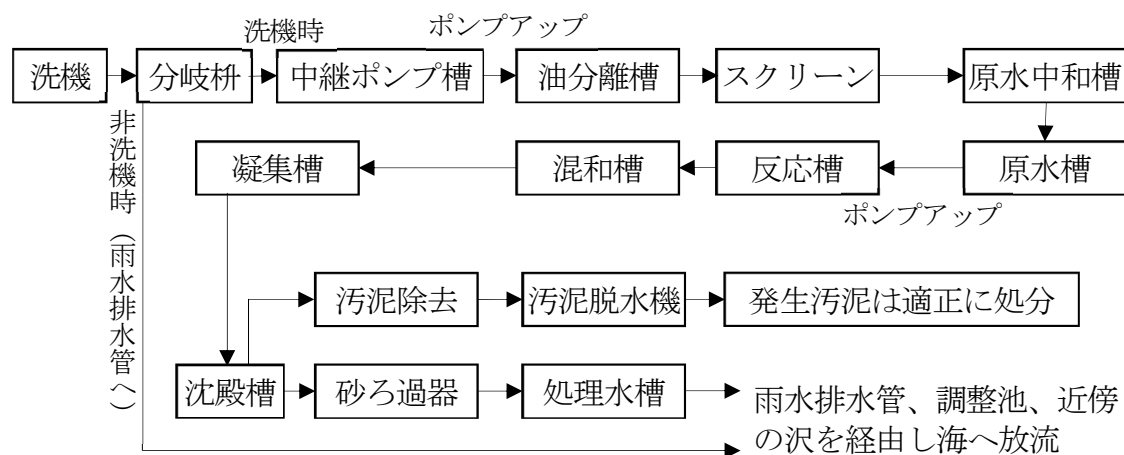 洗機時
ポンプアップ
洗機
分岐枡
中継ポンプ槽
油分離槽
スクリーン
原水中和槽
非洗機時（雨水排水管へ）
凝集槽
混和槽
反応槽
原水槽
ポンプアップ
汚泥除去
汚泥脱水機
発生汚泥は適正に処分
沈殿槽
砂ろ過器
処理水槽
雨水排水管、調整池、近傍
の沢を経由し海へ放流